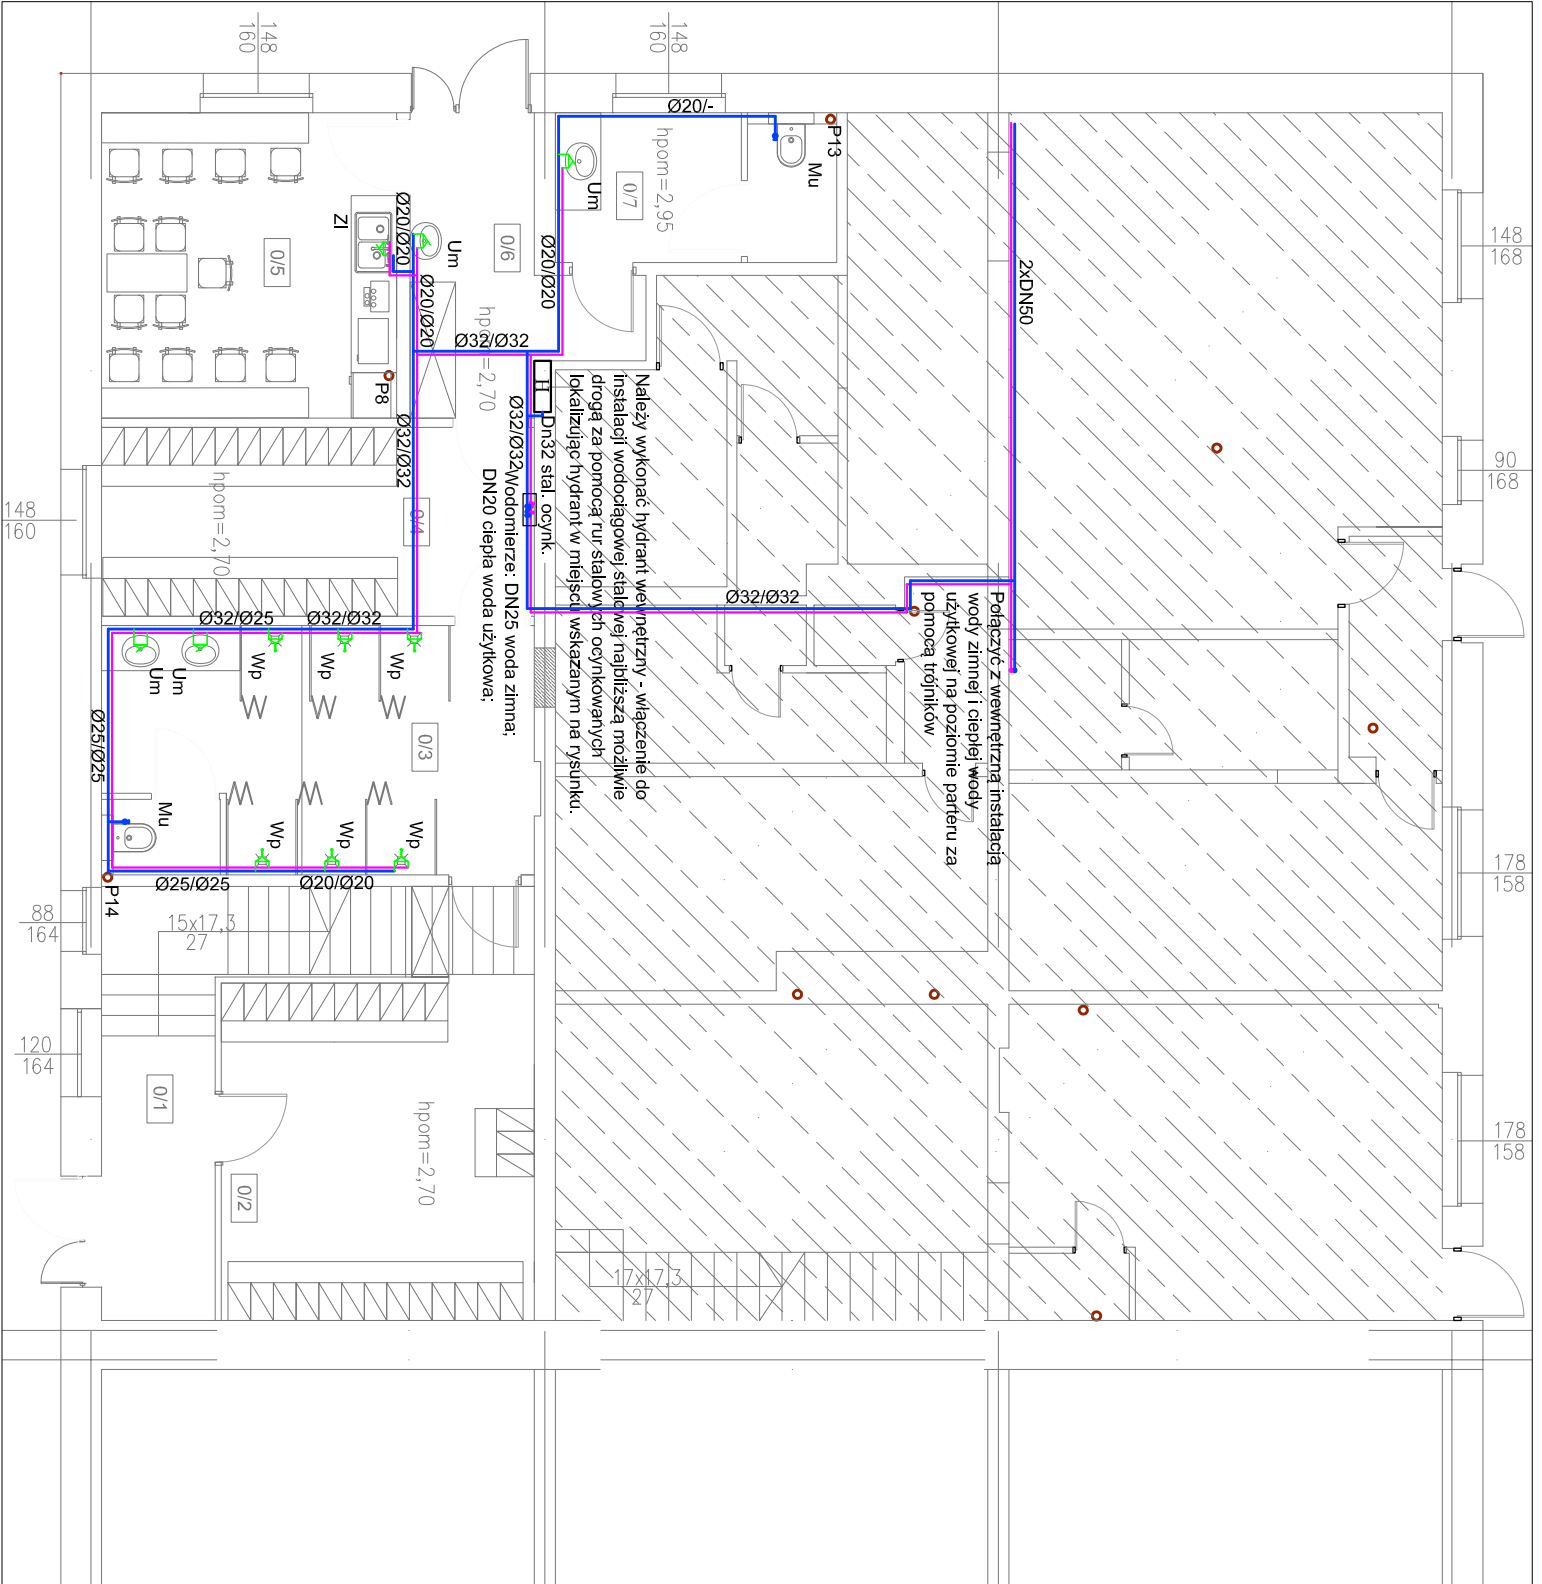 148
160
148
160
Ø20/-
P13
Mu
hpom=2,95
0/7
Um
Ø20/Ø20
Zl
Um
0/6
0/5
Ø20/Ø20
Ø20/Ø20
hpom=2,70
Ø32/Ø32
2xDN50
148
168
P8
H
Dn32 stal. ocynk.
Ø32/Ø32
Wodomierze: DN25 woda zimna;
DN20 ciepła woda użytkowa;
Należy wykonać hydrant wewnętrzny - włączenie do
instalacji wodociągowej stalowej najbliższą możliwie
drogą za pomocą rur stalowych ocynkowanych
lokalizując hydrant w miejscu wskazanym na rysunku.
Ø32/Ø32
90
168
hpom=2,70
0/4
148
160
Ø32/Ø25
Ø32/Ø32
Ø32/Ø32
Połączyć z wewnętrzną instalacją
wody zimnej i ciepłej wody
użytkowej na poziomie parteru za
pomocą trójników
Um
Um
Wp
Wp
Wp
0/3
Ø25/Ø25
Mu
Wp
Wp
Wp
P14
Ø25/Ø25
Ø20/Ø20
178
158
88
164
15x17,3
27
120
164
0/1
hpom=2,70
0/2
178
158
17x17,3
27